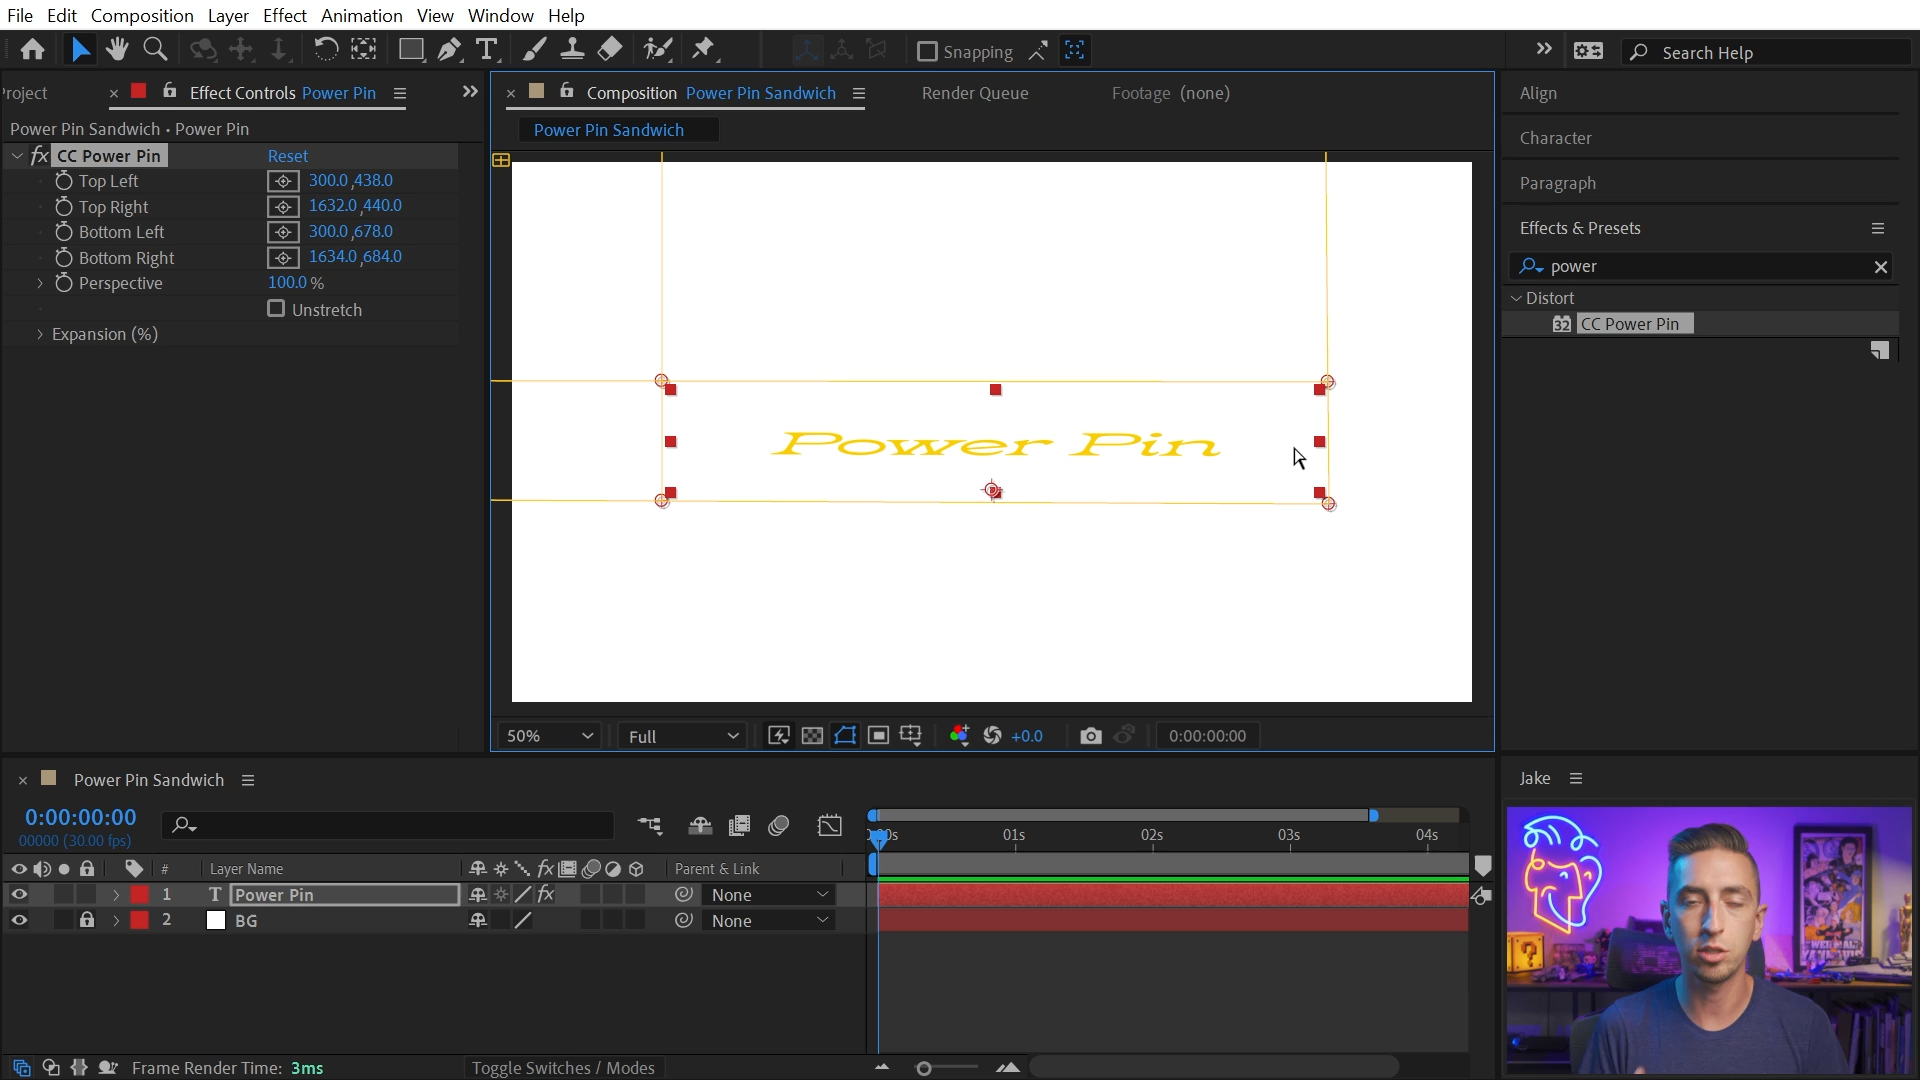 File Edit Composition Layer Effect Animation View Window Help
Snapping
Search Help
roject
Effect Controls Power Pin
Composition Power Pin Sandwich
Render Queue
Footage (none)
Power Pin Sandwich • Power Pin
Power Pin Sandwich
fx CC Power Pin Reset
Top Left 300.0,438.0
Top Right 1632.0,440.0
Bottom Left 300.0,678.0
Bottom Right 1634.0,684.0
Perspective 100.0 %
Unstretch
Expansion (%)
Power Pin
Align
Character
Paragraph
Effects & Presets
power
Distort
32 CC Power Pin
50% Full +0.0 0:00:00:00
Power Pin Sandwich
0:00:00:00
00000 (30.00 fps)
01s 02s 03s 04s
# Layer Name fx Parent & Link
1 T Power Pin fx None
2 BG None
Frame Render Time: 3ms
Toggle Switches / Modes
Jake